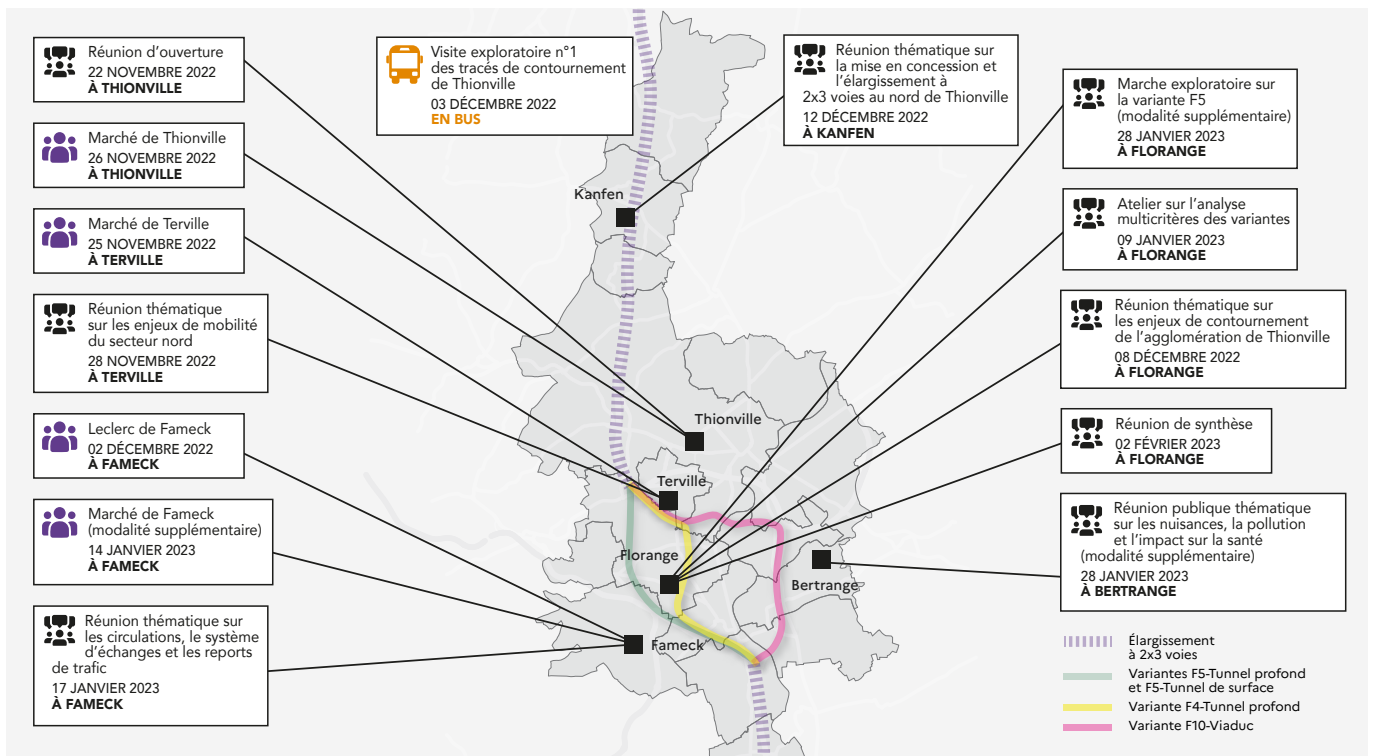 Réunion d'ouverture
22 NOVEMBRE 2022
À THIONVILLE
Marché de Thionville
26 NOVEMBRE 2022
À THIONVILLE
Marché de Terville
25 NOVEMBRE 2022
À TERVILLE
Réunion thématique
sur les enjeux de mobilité
du secteur nord
28 NOVEMBRE 2022
À TERVILLE
Leclerc de Fameck
02 DÉCEMBRE 2022
À FAMECK
Marché de Fameck
(modalité supplémentaire)
14 JANVIER 2023
À FAMECK
Réunion thématique sur
les circulations, le système
d'échanges et les reports
de trafic
17 JANVIER 2023
À FAMECK
Visite exploratoire n°1
des tracés de contournement
de Thionville
03 DÉCEMBRE 2022
EN BUS
Réunion thématique sur
la mise en concession et
l'élargissement à
2x3 voies au nord de Thionville
12 DÉCEMBRE 2022
À KANFEN
Marche exploratoire sur
la variante F5
(modalité supplémentaire)
28 JANVIER 2023
À FLORANGE
Atelier sur l'analyse
multicritères des variantes
09 JANVIER 2023
À FLORANGE
Réunion thématique sur
les enjeux de contournement
de l'agglomération de Thionville
08 DÉCEMBRE 2022
À FLORANGE
Réunion de synthèse
02 FÉVRIER 2023
À FLORANGE
Réunion publique thématique
sur les nuisances, la pollution
et l'impact sur la santé
(modalité supplémentaire)
28 JANVIER 2023
À BERTRANGE
Kanfen
Thionville
Terville
Florange
Bertrange
Fameck
Élargissement
à 2x3 voies
Variantes F5-Tunnel profond
et F5-Tunnel de surface
Variante F4-Tunnel profond
Variante F10-Viaduc